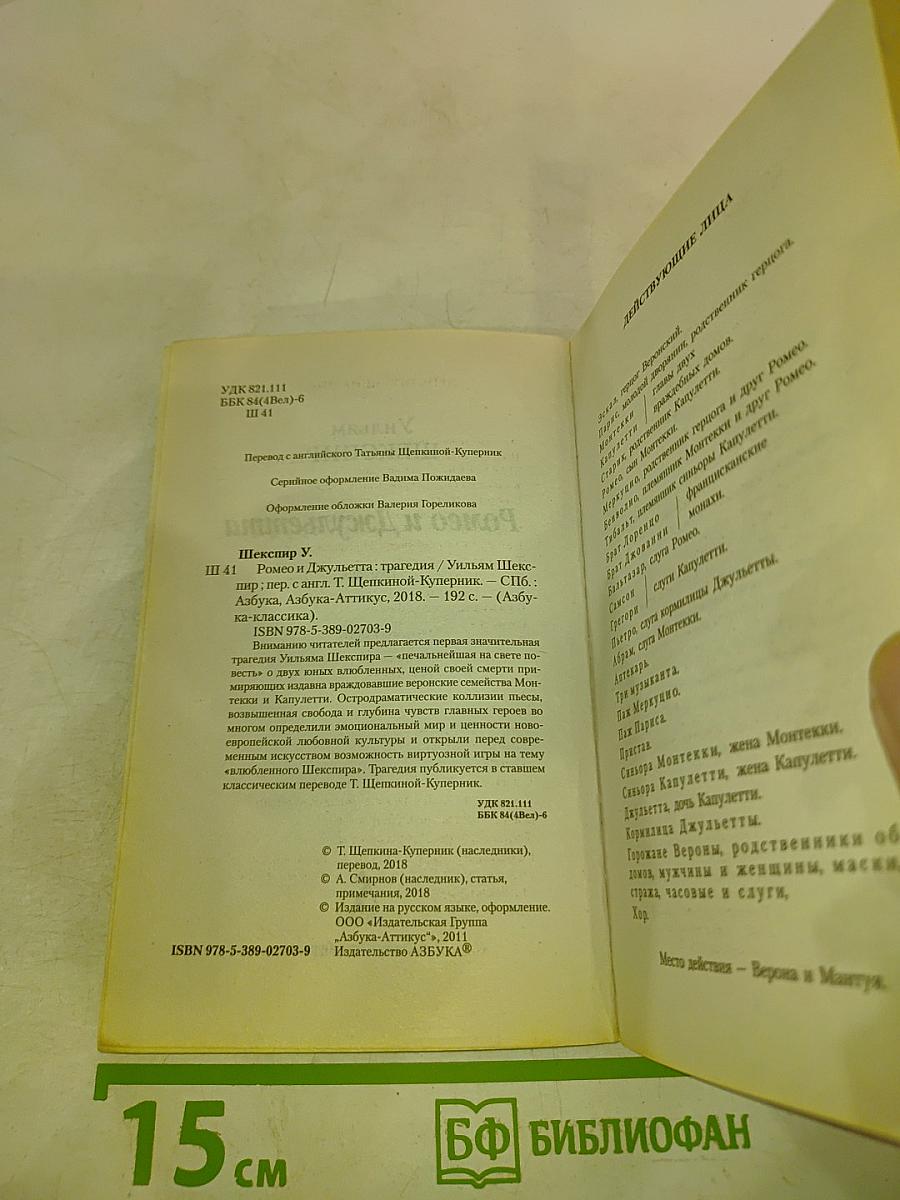 УДК 821.111
ББК 84(4Вел)-6
Ш 41
Перевод с английского Татьяны Щепкиной-Куперник
Серийное оформление Вадима Пожидаева
Оформление обложки Валерия Гореликова
Шекспир У.
Ш 41 Ромео и Джульетта : трагедия / Уильям Шекс-
пир ; пер. с англ. Т. Щепкиной-Куперник. — СПб. :
Азбука, Азбука-Аттикус, 2018. — 192 с. — (Азбу-
ка-классика).
ISBN 978-5-389-02703-9
Вниманию читателей предлагается первая значительная
трагедия Уильяма Шекспира — «печальнейшая на свете по-
весть» о двух юных влюбленных, ценой своей смерти при-
миряющих издавна враждовавшие веронские семейства Мон-
текки и Капулетти. Остродраматические коллизии пьесы,
возвышенная свобода и глубина чувств главных героев во
многом определили эмоциональный мир и ценности ново-
европейской любовной культуры и открыли перед совре-
менным искусством возможность виртуозной игры на тему
«влюбленного Шекспира». Трагедия публикуется в ставшем
классическим переводе Т. Щепкиной-Куперник.
УДК 821.111
ББК 84(4Вел)-6
© Т. Щепкина-Куперник (наследники),
перевод, 2018
© А. Смирнов (наследник), статья,
примечания, 2018
© Издание на русском языке, оформление.
ООО «Издательская Группа
„Азбука-Аттикус“», 2011
ISBN 978-5-389-02703-9 Издательство АЗБУКА®
ДЕЙСТВУЮЩИЕ ЛИЦА
Эскал, герцог Веронский.
Парис, молодой дворянин, родственник герцога.
Монтекки | главы двух
Капулетти | враждебных домов.
Старик, родственник Капулетти.
Ромео, сын Монтекки.
Меркуцио, родственник герцога и друг Ромео.
Бенволио, племянник Монтекки и друг Ромео.
Тибальт, племянник синьоры Капулетти.
Брат Лоренцо | францисканские
Брат Джованни | монахи.
Бальтазар, слуга Ромео.
Самсон
Грегори | слуги Капулетти.
Пьетро, слуга кормилицы Джульетты.
Абрам, слуга Монтекки.
Аптекарь.
Три музыканта.
Паж Меркуцио.
Паж Париса.
Пристав.
Синьора Монтекки, жена Монтекки.
Синьора Капулетти, жена Капулетти.
Джульетта, дочь Капулетти.
Кормилица Джульетты.
Горожане Вероны, родственники об
домов, мужчины и женщины, маски,
стража, часовые и слуги,
Хор.
Место действия — Верона и Мантуя.
15 см
БФ БИБЛИОФАН